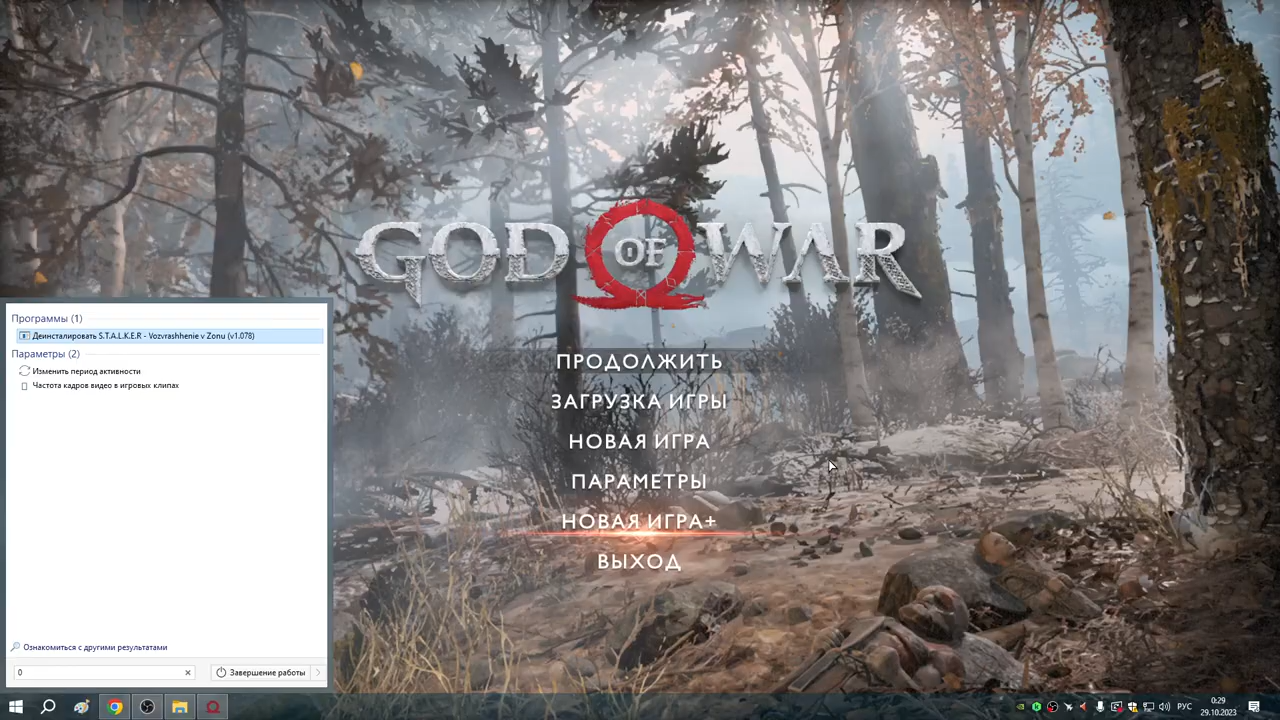 GOD OF WAR
ПРОДОЛЖИТЬ
ЗАГРУЗКА ИГРЫ
НОВАЯ ИГРА
ПАРАМЕТРЫ
НОВАЯ ИГРА+
ВЫХОД
Программы (1)
Деинсталировать S.T.A.L.K.E.R - Vozvrashhenie v Zonu (v1.078)
Параметры (2)
Изменить период активности
Частота кадров видео в игровых клипах
Ознакомиться с другими результатами
0
Завершение работы
РУС
0:29
29.10.2023